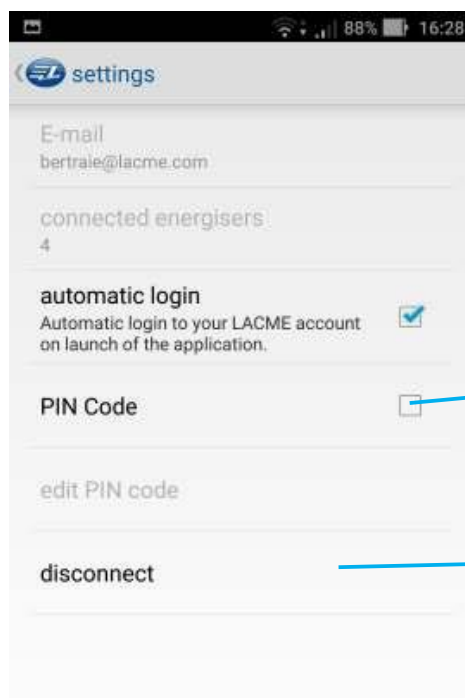 88% 16:28
settings
E-mail
bertraie@lacme.com
connected energisers
4
automatic login
Automatic login to your LACME account
on launch of the application.
PIN Code
edit PIN code
disconnect